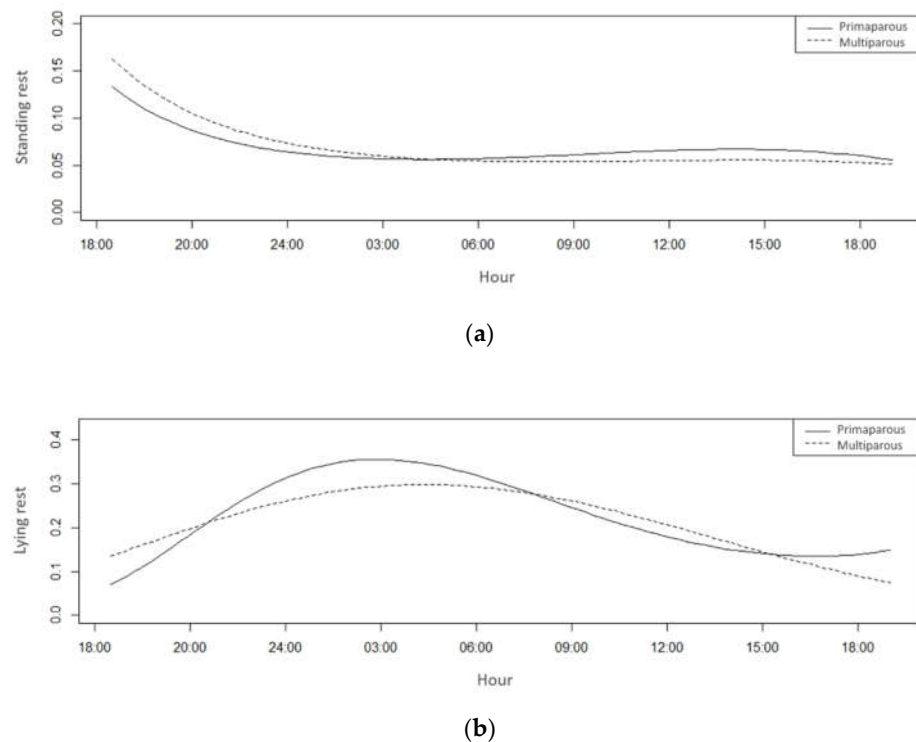 Primaparous
Multiparous
Standing rest
0.20
0.15
0.10
0.05
0.00
18:00 20:00 24:00 03:00 06:00 09:00 12:00 15:00 18:00
Hour
(a)
Primaparous
Multiparous
Lying rest
0.4
0.3
0.2
0.1
0.0
18:00 20:00 24:00 03:00 06:00 09:00 12:00 15:00 18:00
Hour
(b)